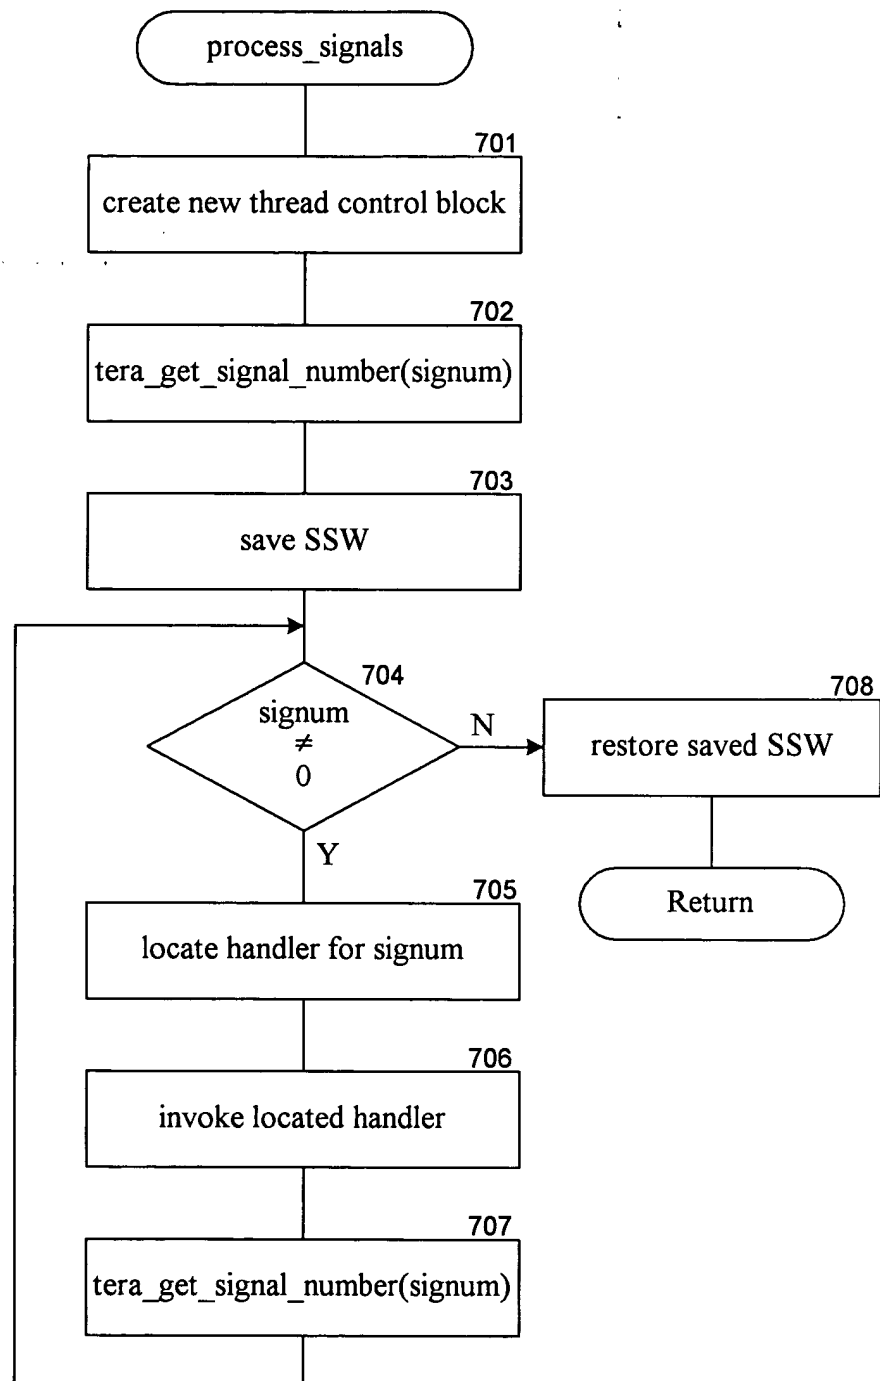 process_signals
701
create new thread control block
702
tera_get_signal_number(signum)
703
save SSW
704
signum
≠
0
N
708
restore saved SSW
Y
Return
705
locate handler for signum
706
invoke located handler
707
tera_get_signal_number(signum)